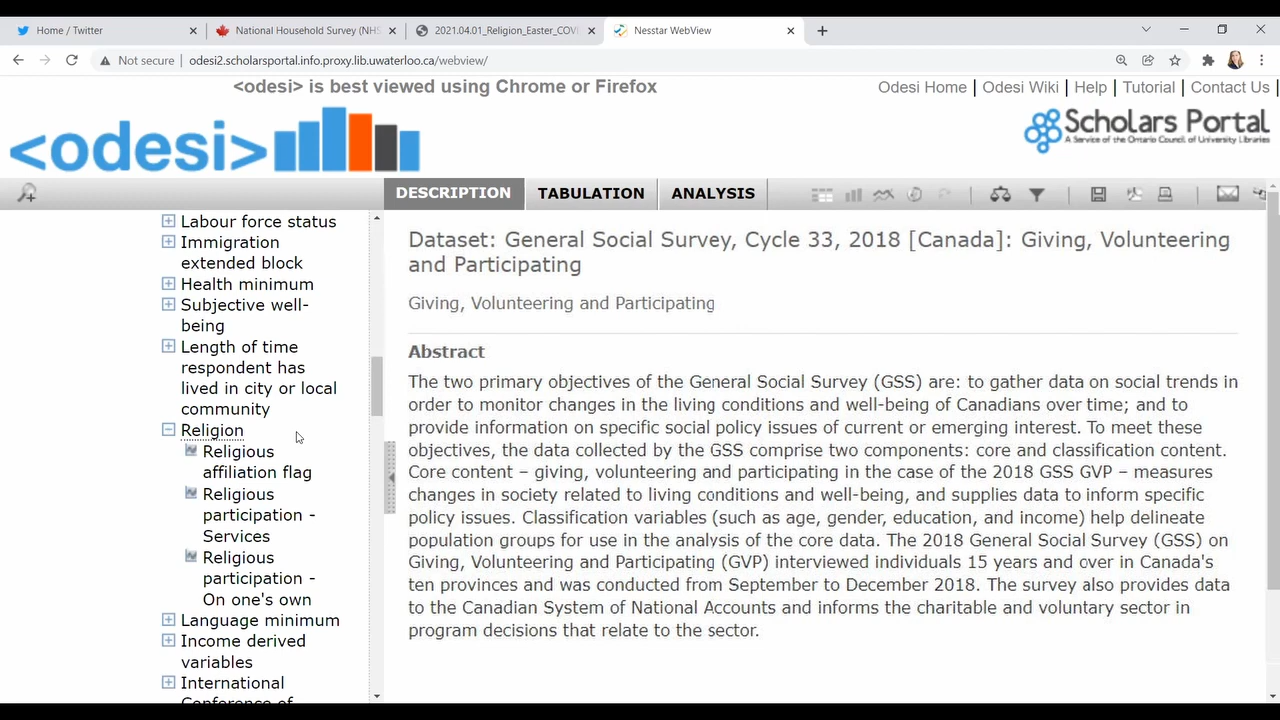 Home / Twitter
National Household Survey (NHS
2021.04.01_Religion_Easter_COVI
Nesstar WebView
Not secure
odesi2.scholarsportal.info.proxy.lib.uwaterloo.ca/webview/
<odesi> is best viewed using Chrome or Firefox
Odesi Home | Odesi Wiki | Help | Tutorial | Contact Us |
<odesi>
Scholars Portal
A Service of the Ontario Council of University Libraries
DESCRIPTION
TABULATION
ANALYSIS
Labour force status
Immigration
extended block
Health minimum
Subjective well-
being
Length of time
respondent has
lived in city or local
community
Religion
Religious
affiliation flag
Religious
participation -
Services
Religious
participation -
On one's own
Language minimum
Income derived
variables
International
Conference of
Dataset: General Social Survey, Cycle 33, 2018 [Canada]: Giving, Volunteering
and Participating
Giving, Volunteering and Participating
Abstract
The two primary objectives of the General Social Survey (GSS) are: to gather data on social trends in
order to monitor changes in the living conditions and well-being of Canadians over time; and to
provide information on specific social policy issues of current or emerging interest. To meet these
objectives, the data collected by the GSS comprise two components: core and classification content.
Core content – giving, volunteering and participating in the case of the 2018 GSS GVP – measures
changes in society related to living conditions and well-being, and supplies data to inform specific
policy issues. Classification variables (such as age, gender, education, and income) help delineate
population groups for use in the analysis of the core data. The 2018 General Social Survey (GSS) on
Giving, Volunteering and Participating (GVP) interviewed individuals 15 years and over in Canada's
ten provinces and was conducted from September to December 2018. The survey also provides data
to the Canadian System of National Accounts and informs the charitable and voluntary sector in
program decisions that relate to the sector.